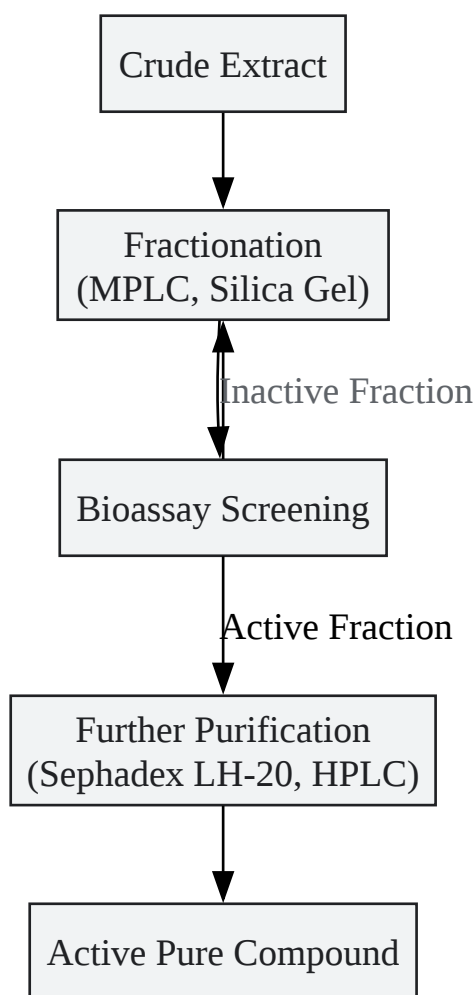 Crude Extract
Fractionation
(MPLC, Silica Gel)
Inactive Fraction
Bioassay Screening
Active Fraction
Further Purification
(Sephadex LH-20, HPLC)
Active Pure Compound